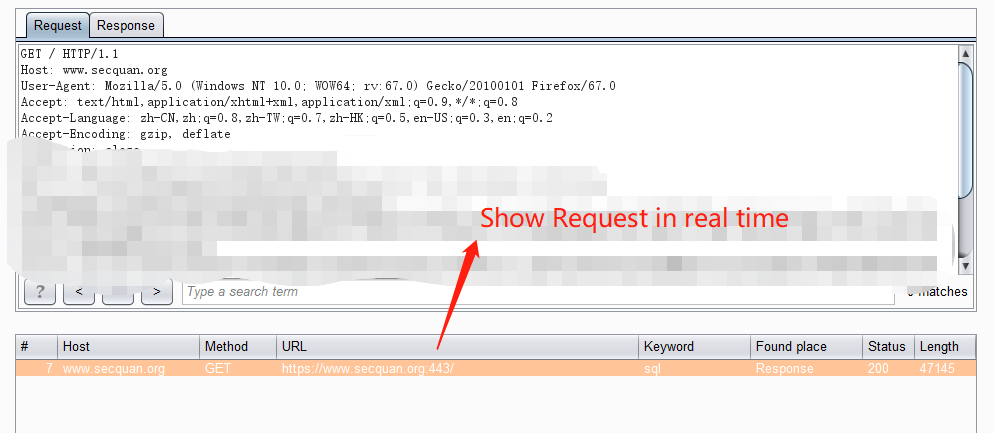 Request Response
GET / HTTP/1.1
Host: www.secquan.org
User-Agent: Mozilla/5.0 (Windows NT 10.0; WOW64; rv:67.0) Gecko/20100101 Firefox/67.0
Accept: text/html,application/xhtml+xml,application/xml;q=0.9,*/*;q=0.8
Accept-Language: zh-CN,zh;q=0.8,zh-TW;q=0.7,zh-HK;q=0.5,en-US;q=0.3,en;q=0.2
Accept-Encoding: gzip, deflate
Show Request in real time
? < > Type a search term matches
# Host Method URL Keyword Found place Status Length
7 www.secquan.org GET https://www.secquan.org:443/ sql Response 200 47145